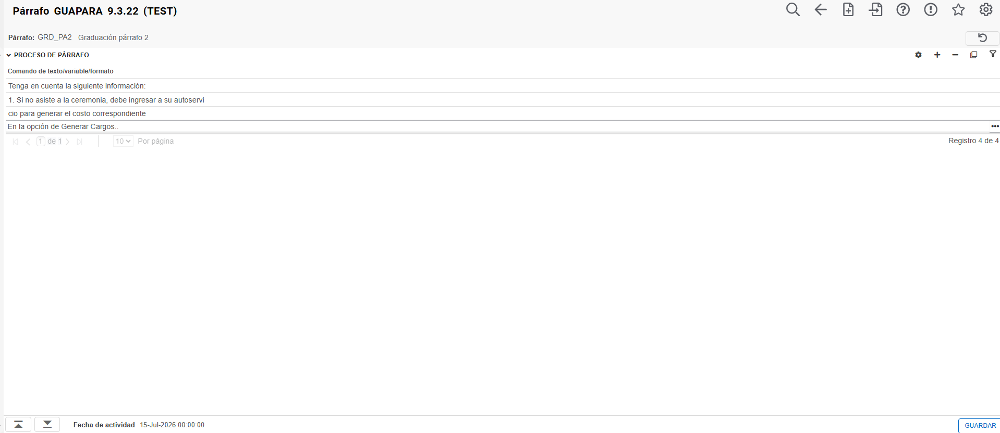 Párrafo GUAPARA 9.3.22 (TEST)
Párrafo: GRD_PA2 Graduación párrafo 2
PROCESO DE PÁRRAFO
Comando de texto/variable/formato
Tenga en cuenta la siguiente información:
1. Si no asiste a la ceremonia, debe ingresar a su autoservi
cio para generar el costo correspondiente
En la opción de Generar Cargos..
1 de 1 10 Por página Registro 4 de 4
Fecha de actividad 15-Jul-2026 00:00:00 GUARDAR